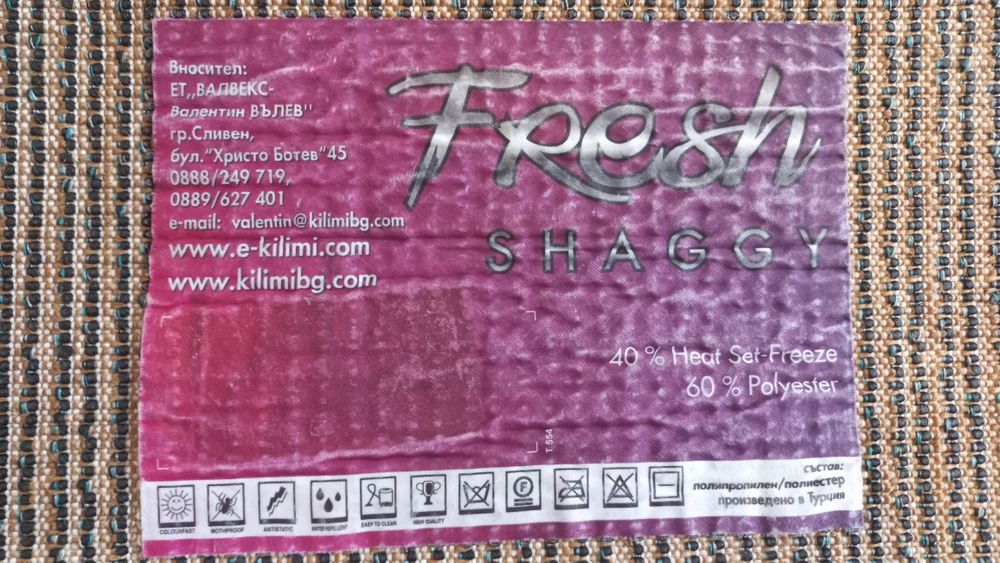 Вносител:
ЕТ,,ВАЛВЕКС-
Валентин ВЪЛЕВ''
гр.Сливен,
бул."Христо Ботев"45
0888/249 719,
0889/627 401
e-mail: valentin@kilimibg.com
www.e-kilimi.com
www.kilimibg.com
Fresh
SHAGGY
40 % Heat Set-Freeze
60 % Polyester
T.554
COLOURFAST
MOTHPROOF
ANTISTATIC
WATER REPELLENT
EASY TO CLEAN
HIGH QUALITY
F
състав:
полипропилен/полиестер
произведено в Турция